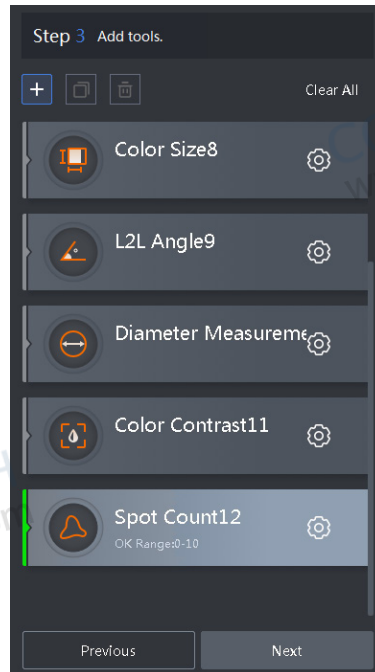 Step 3 Add tools.
Clear All
Color Size8
L2L Angle9
Diameter Measureme
Color Contrast11
Spot Count12
OK Range:0-10
Previous
Next